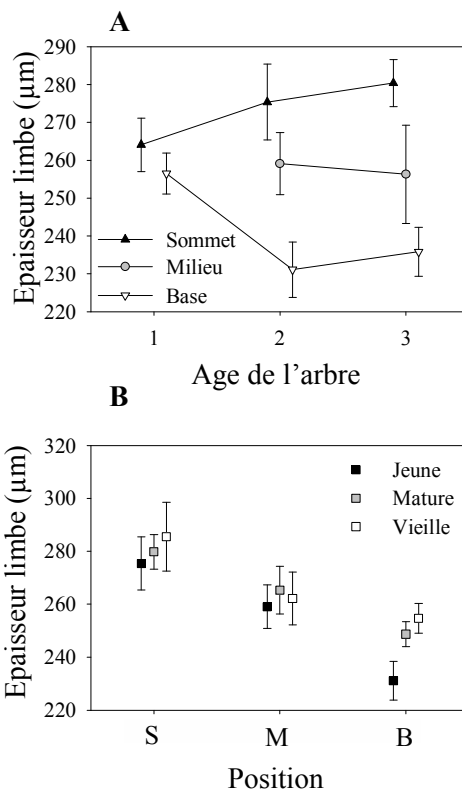 A
Epaisseur limbe (µm)
290
280
270
260
250
240
230
220
Sommet
Milieu
Base
1 2 3
Age de l’arbre
B
Epaisseur limbe (µm)
320
300
280
260
240
220
Jeune
Mature
Vieille
S M B
Position